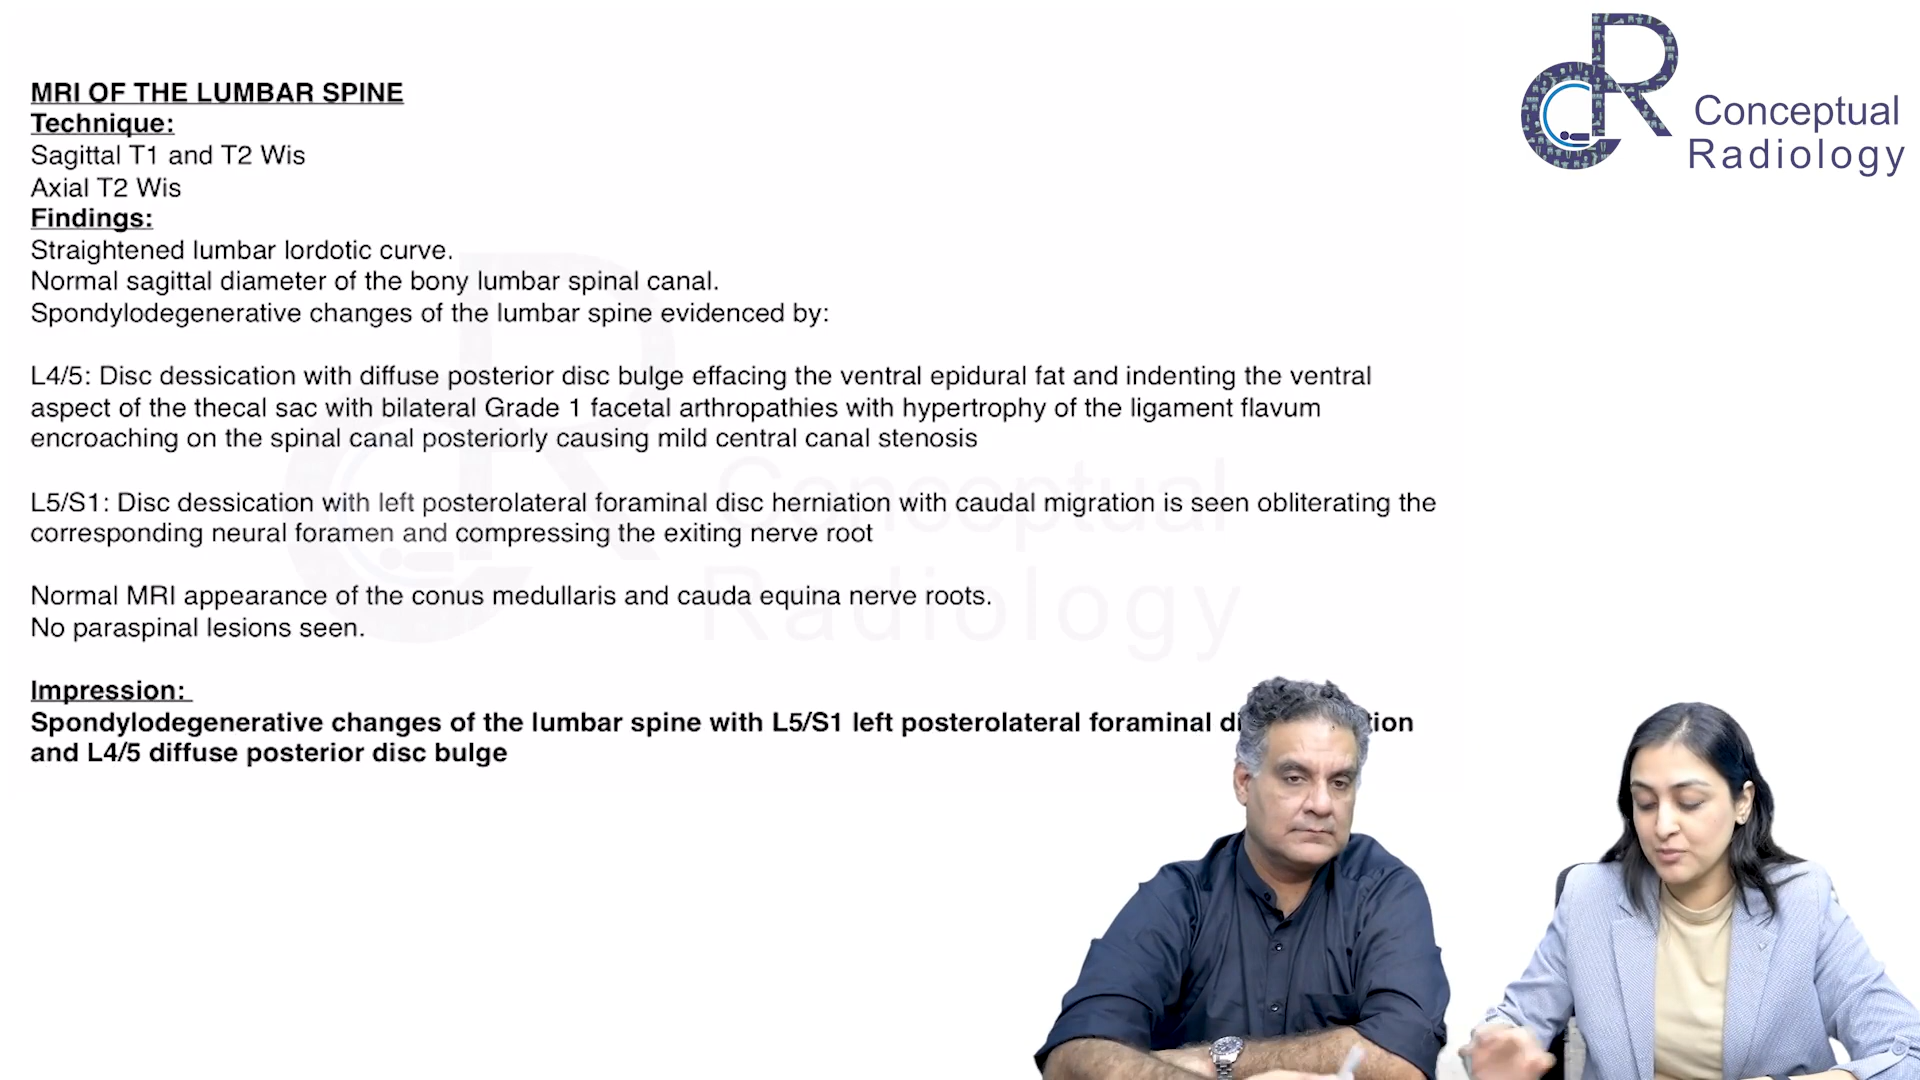 MRI OF THE LUMBAR SPINE
Technique:
Sagittal T1 and T2 Wis
Axial T2 Wis
Findings:
Straightened lumbar lordotic curve.
Normal sagittal diameter of the bony lumbar spinal canal.
Spondylodegenerative changes of the lumbar spine evidenced by:
L4/5: Disc dessication with diffuse posterior disc bulge effacing the ventral epidural fat and indenting the ventral
aspect of the thecal sac with bilateral Grade 1 facetal arthropathies with hypertrophy of the ligament flavum
encroaching on the spinal canal posteriorly causing mild central canal stenosis
L5/S1: Disc dessication with left posterolateral foraminal disc herniation with caudal migration is seen obliterating the
corresponding neural foramen and compressing the exiting nerve root
Normal MRI appearance of the conus medullaris and cauda equina nerve roots.
No paraspinal lesions seen.
Impression:
Spondylodegenerative changes of the lumbar spine with L5/S1 left posterolateral foraminal
and L4/5 diffuse posterior disc bulge
CR
Conceptual
Radiology
CR
Conceptual
Radiology